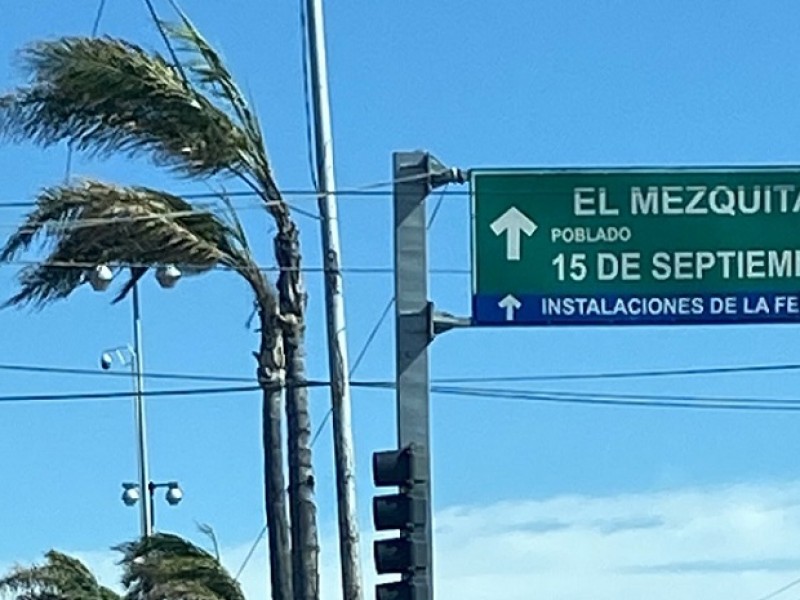 EL MEZQUITA
POBLADO
15 DE SEPTIEM
INSTALACIONES DE LA FE